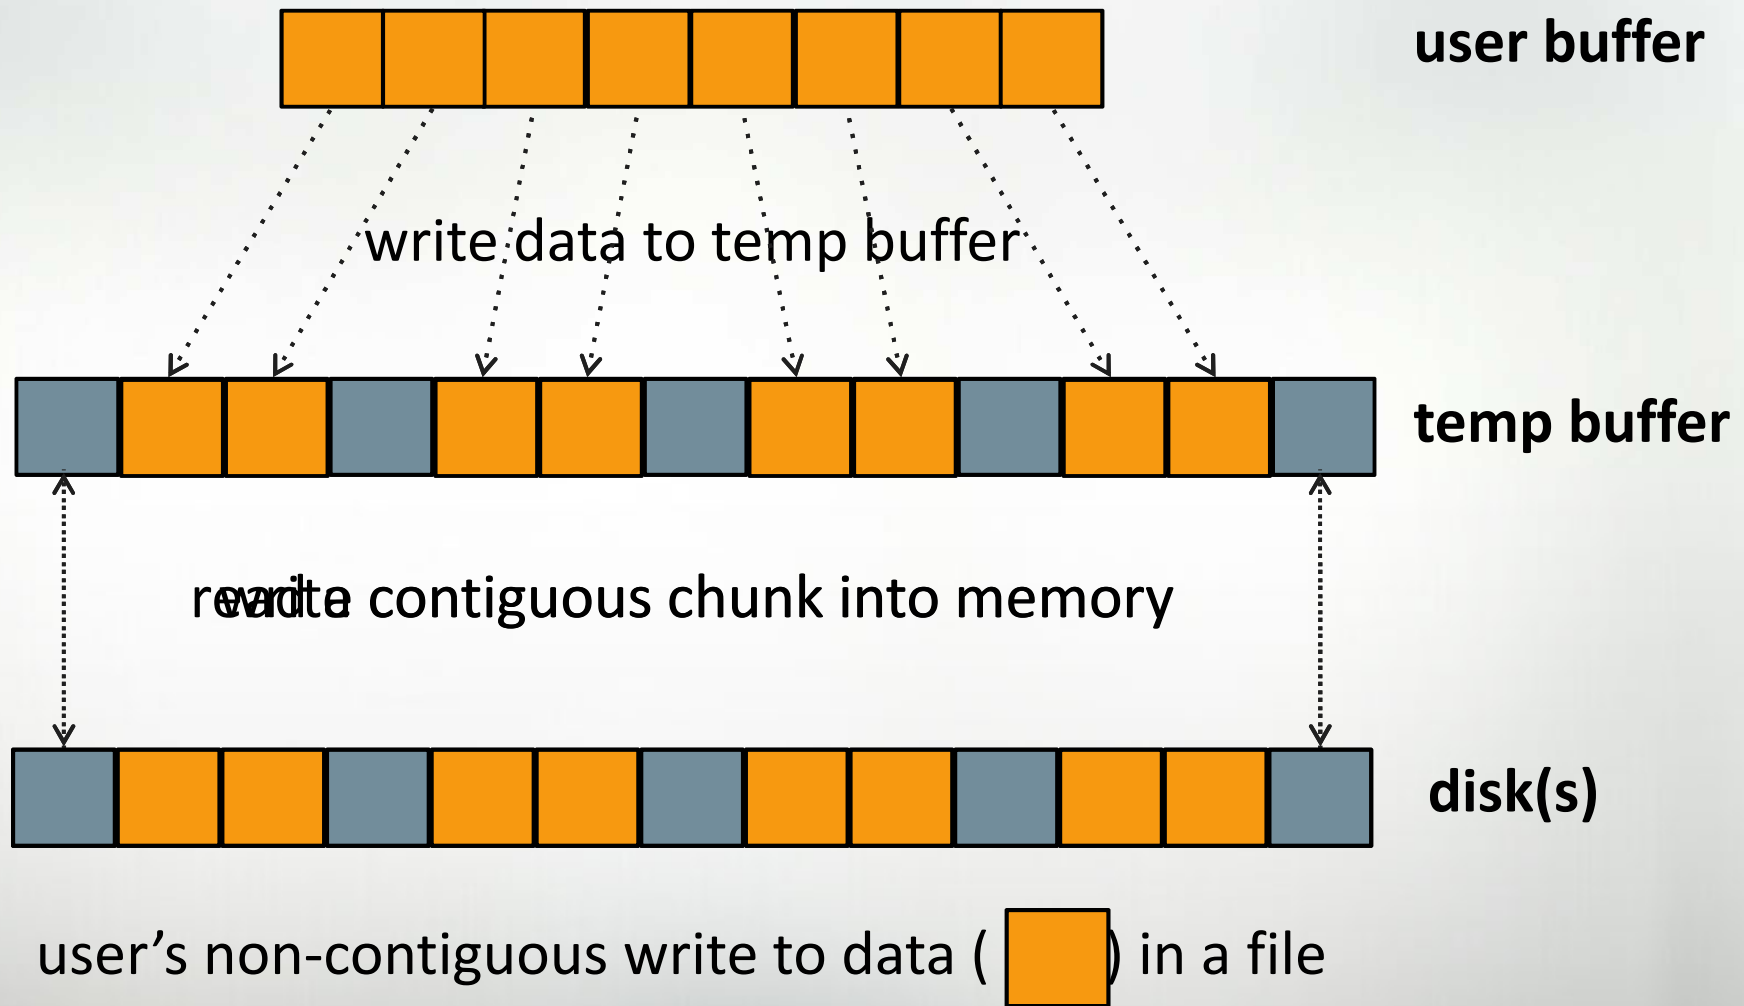 user buffer
write data to temp buffer
temp buffer
contiguous chunk into memory
disk(s)
user’s non-contiguous write to data ( ) in a file